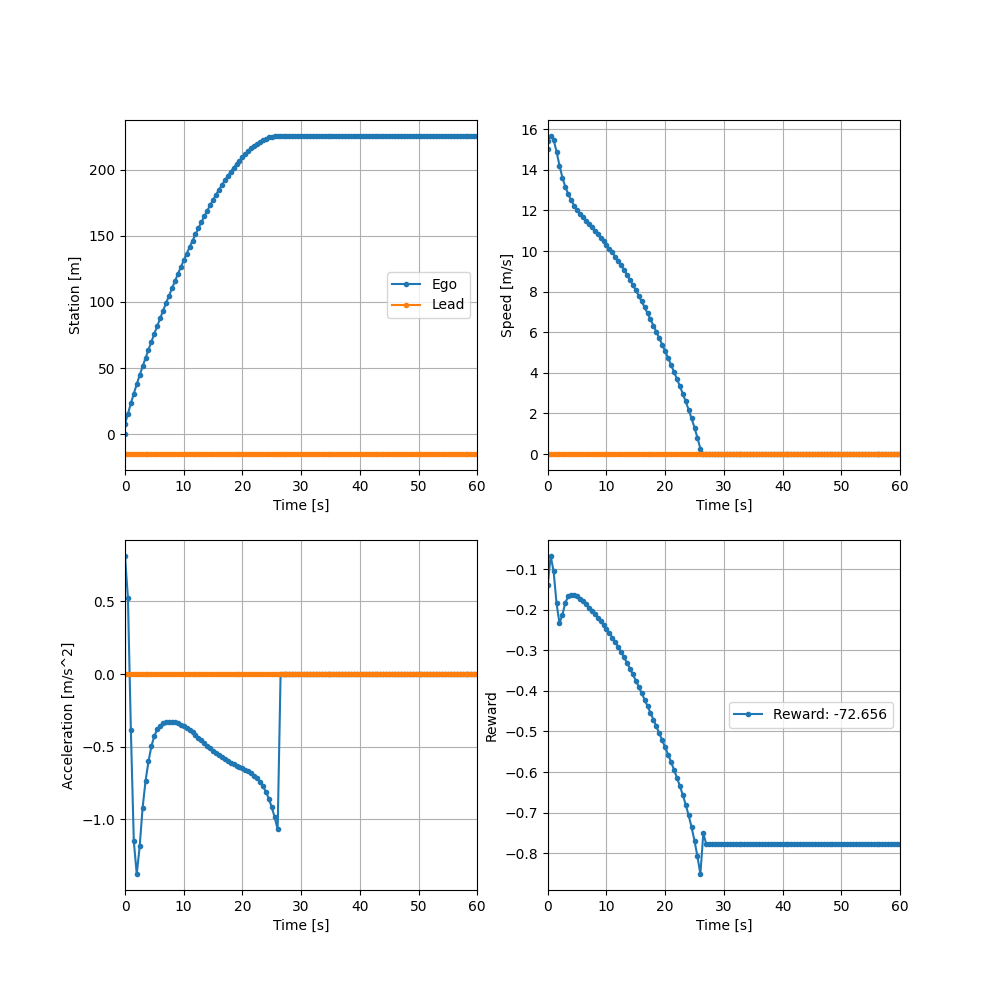 Station [m]
200
150
100
50
0
Ego
Lead
0 10 20 30 40 50 60
Time [s]
Speed [m/s]
16
14
12
10
8
6
4
2
0
0 10 20 30 40 50 60
Time [s]
Acceleration [m/s^2]
0.5
0.0
−0.5
−1.0
0 10 20 30 40 50 60
Time [s]
Reward
−0.1
−0.2
−0.3
−0.4
−0.5
−0.6
−0.7
−0.8
Reward: -72.656
0 10 20 30 40 50 60
Time [s]